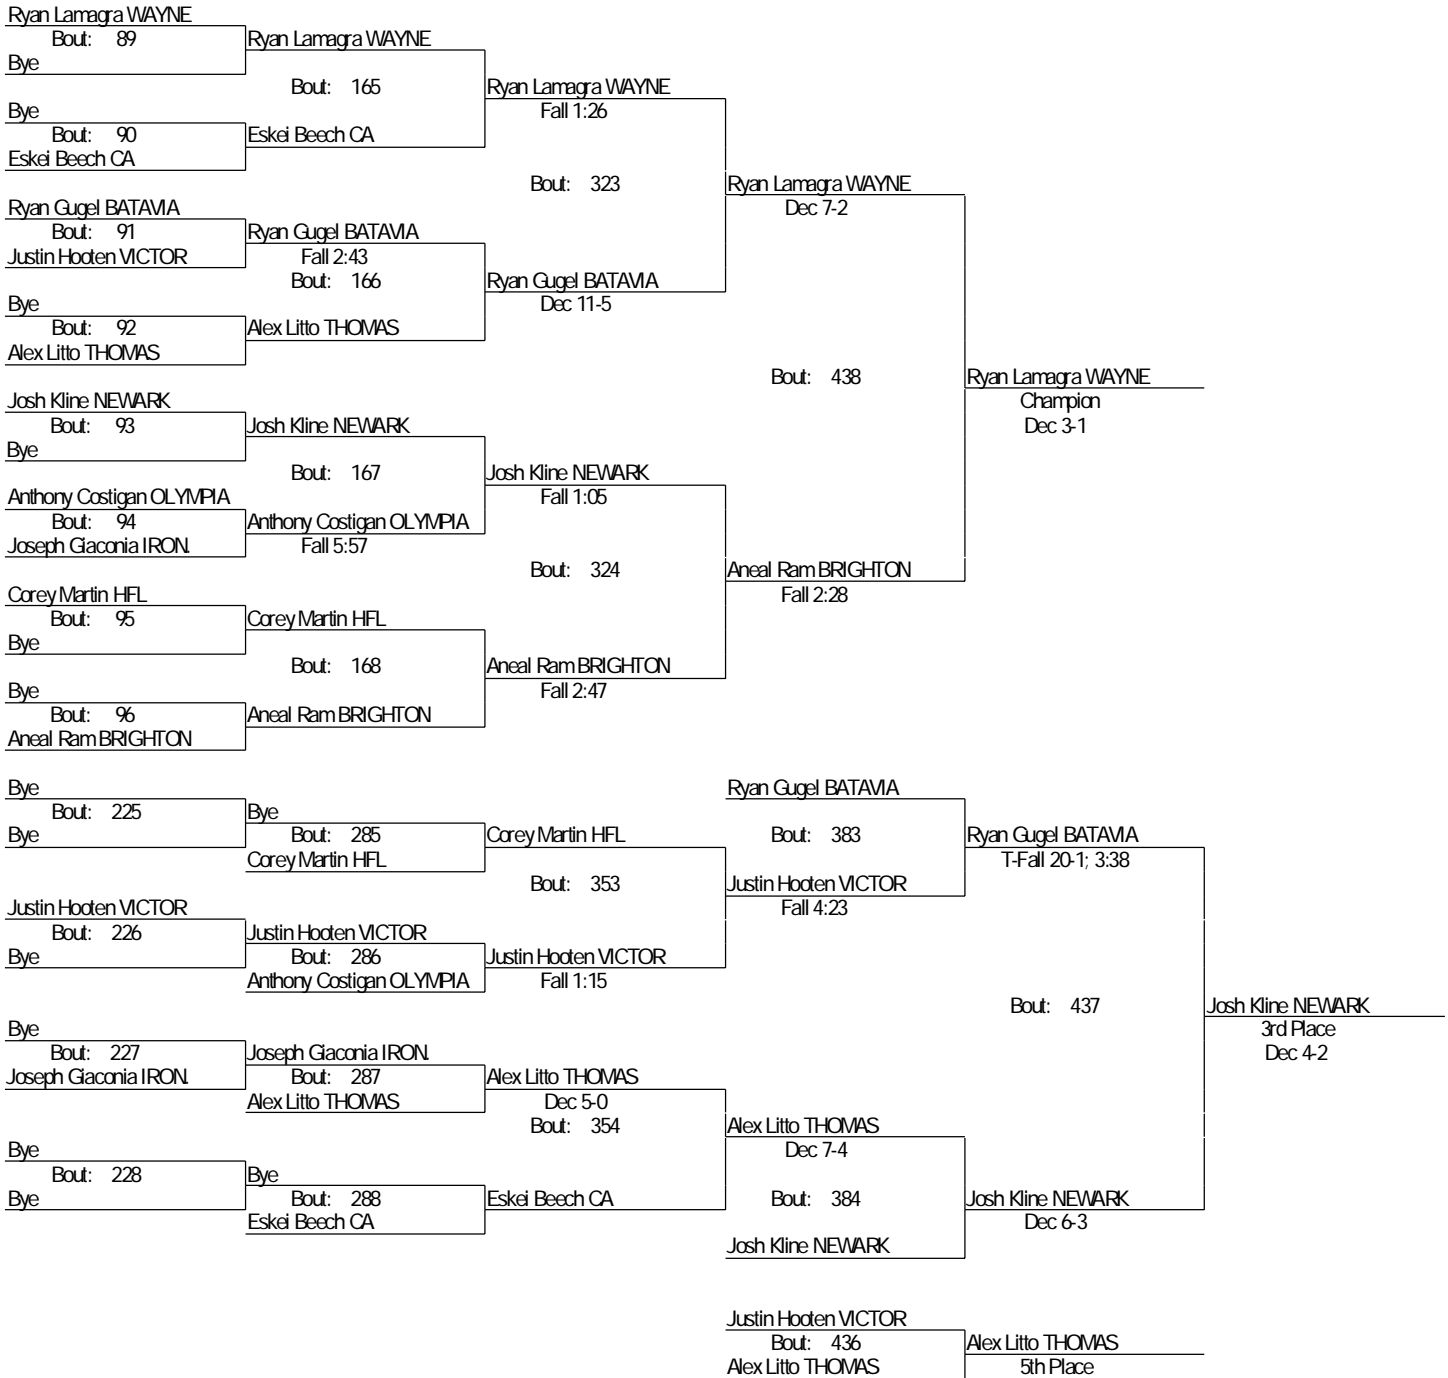 Ryan Lamagra WAYNE
Bout: 89
Ryan Lamagra WAYNE
Bye
Bout: 165
Ryan Lamagra WAYNE
Bye
Fall 1:26
Bout: 90
Eskei Beech CA
Eskei Beech CA
Bout: 323
Ryan Lamagra WAYNE
Ryan Gugel BATAVIA
Dec 7-2
Bout: 91
Ryan Gugel BATAVIA
Justin Hooten VICTOR
Fall 2:43
Bout: 166
Ryan Gugel BATAVIA
Bye
Dec 11-5
Bout: 92
Alex Litto THOMAS
Alex Litto THOMAS
Bout: 438
Ryan Lamagra WAYNE
Josh Kline NEWARK
Champion
Bout: 93
Josh Kline NEWARK
Dec 3-1
Bye
Bout: 167
Josh Kline NEWARK
Anthony Costigan OLYMPIA
Fall 1:05
Bout: 94
Anthony Costigan OLYMPIA
Joseph Giaconia IRON.
Fall 5:57
Bout: 324
Aneal Ram BRIGHTON
Corey Martin HFL
Fall 2:28
Bout: 95
Corey Martin HFL
Bye
Bout: 168
Aneal Ram BRIGHTON
Bye
Fall 2:47
Bout: 96
Aneal Ram BRIGHTON
Aneal Ram BRIGHTON
Bye
Ryan Gugel BATAVIA
Bout: 225
Bye
Bye
Bout: 285
Corey Martin HFL
Bout: 383
Ryan Gugel BATAVIA
Corey Martin HFL
T-Fall 20-1; 3:38
Bout: 353
Justin Hooten VICTOR
Justin Hooten VICTOR
Fall 4:23
Bout: 226
Justin Hooten VICTOR
Bye
Bout: 286
Justin Hooten VICTOR
Anthony Costigan OLYMPIA
Fall 1:15
Bout: 437
Josh Kline NEWARK
Bye
3rd Place
Bout: 227
Joseph Giaconia IRON.
Dec 4-2
Joseph Giaconia IRON.
Bout: 287
Alex Litto THOMAS
Alex Litto THOMAS
Dec 5-0
Bout: 354
Alex Litto THOMAS
Bye
Dec 7-4
Bout: 228
Bye
Bye
Bout: 288
Eskei Beech CA
Bout: 384
Josh Kline NEWARK
Eskei Beech CA
Dec 6-3
Josh Kline NEWARK
Justin Hooten VICTOR
Bout: 436
Alex Litto THOMAS
Alex Litto THOMAS
5th Place